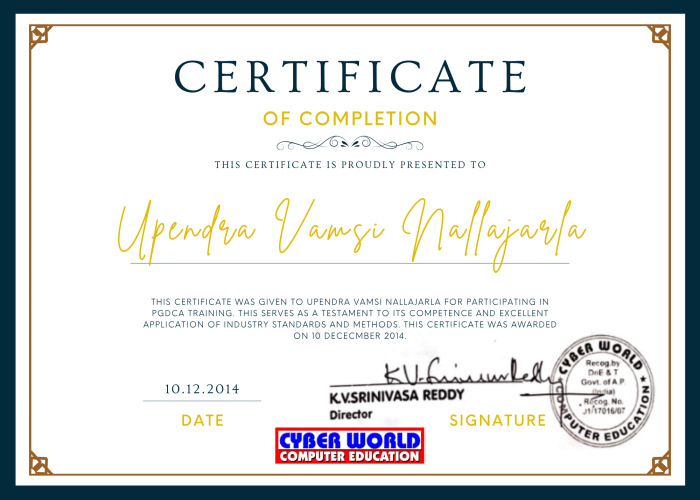 CERTIFICATE
OF COMPLETION
THIS CERTIFICATE IS PROUDLY PRESENTED TO
Upendra Vamsi Nallajarla
THIS CERTIFICATE WAS GIVEN TO UPENDRA VAMSI NALLAJARLA FOR PARTICIPATING IN
PGDCA TRAINING. THIS SERVES AS A TESTAMENT TO ITS COMPETENCE AND EXCELLENT
APPLICATION OF INDUSTRY STANDARDS AND METHODS. THIS CERTIFICATE WAS AWARDED
ON 10 DECECMBER 2014.
10.12.2014
DATE
K.V.SRINIVASA REDDY
Director
SIGNATURE
CYBER WORLD
COMPUTER EDUCATION
CYBER WORLD
Recog.by
DnE & T
Govt. of A.P.
(India)
Recog. No.
J1/17016/07
COMPUTER EDUCATION